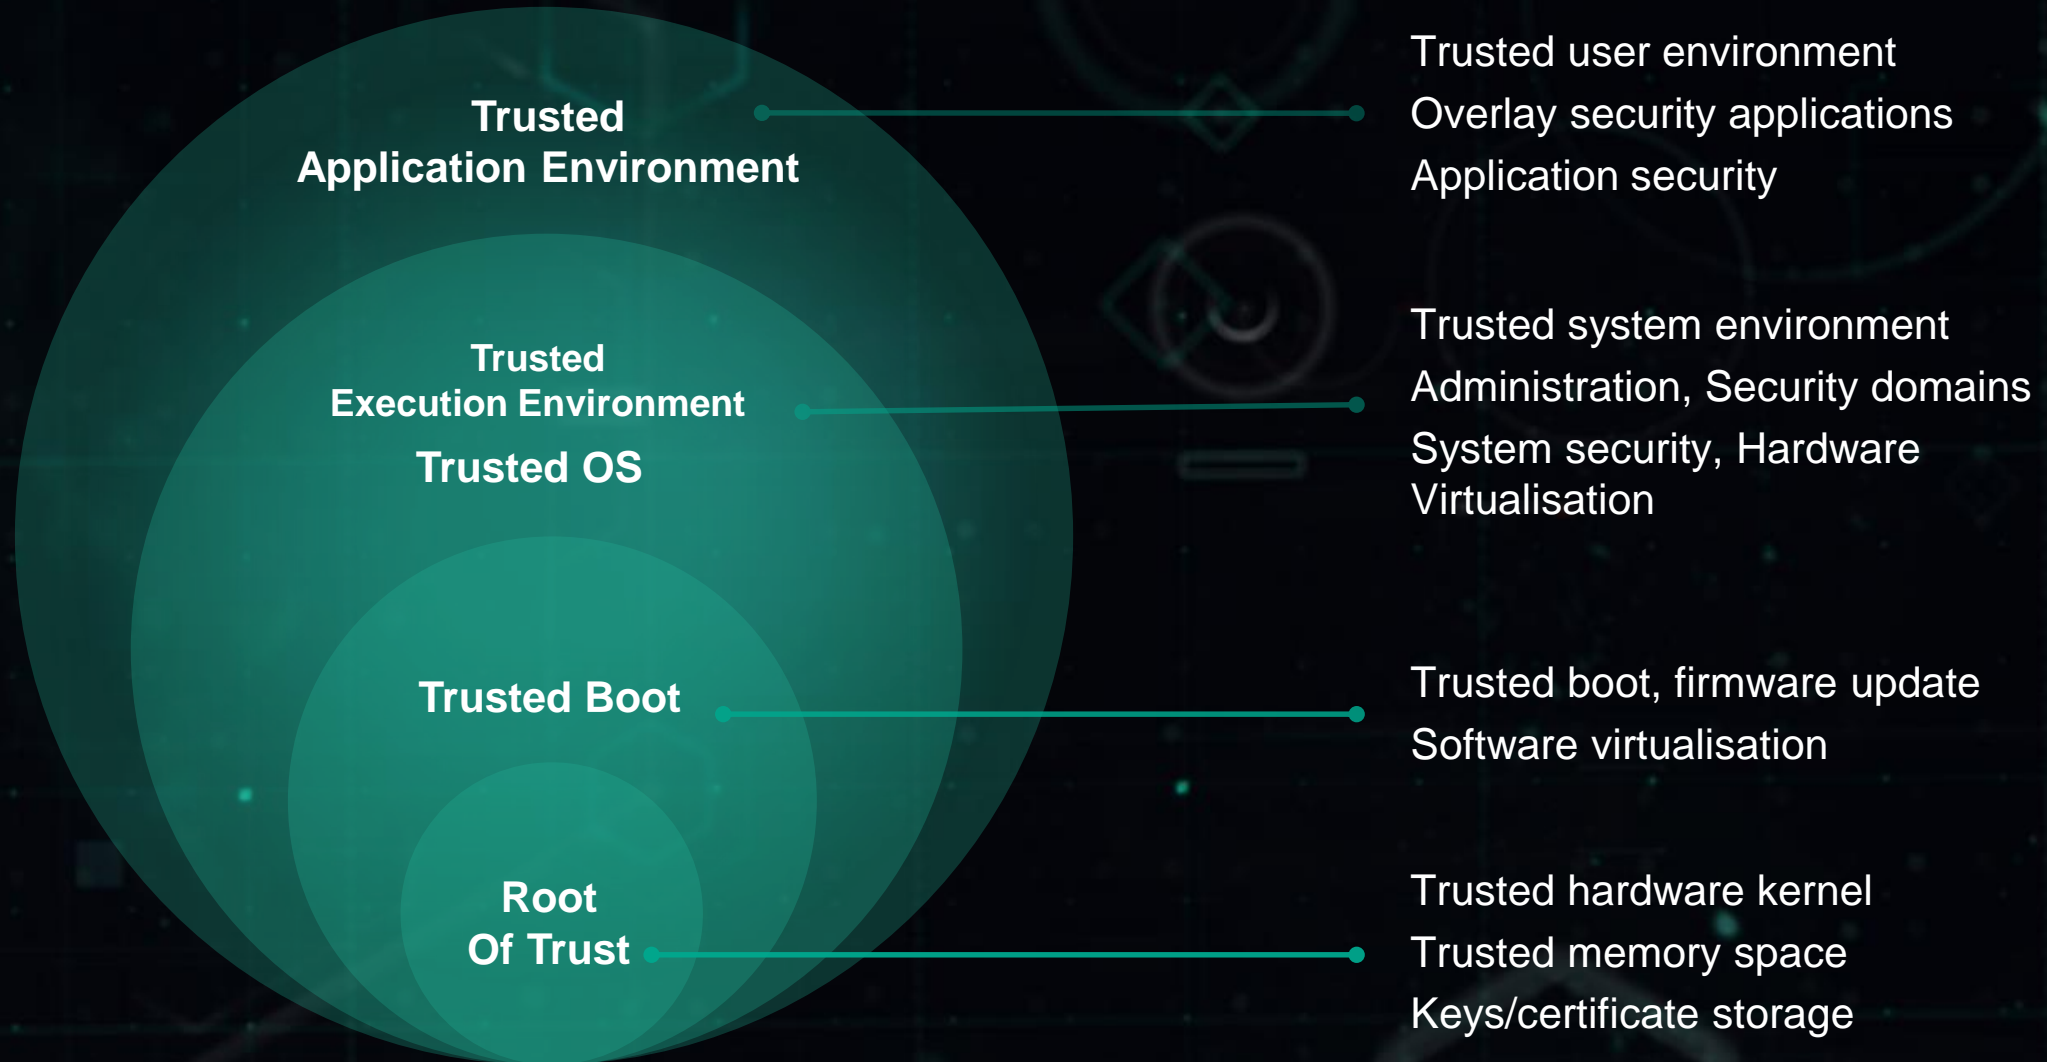 Trusted
Application Environment
Trusted user environment
Overlay security applications
Application security
Trusted
Execution Environment
Trusted OS
Trusted system environment
Administration, Security domains
System security, Hardware
Virtualisation
Trusted Boot
Trusted boot, firmware update
Software virtualisation
Root
Of Trust
Trusted hardware kernel
Trusted memory space
Keys/certificate storage